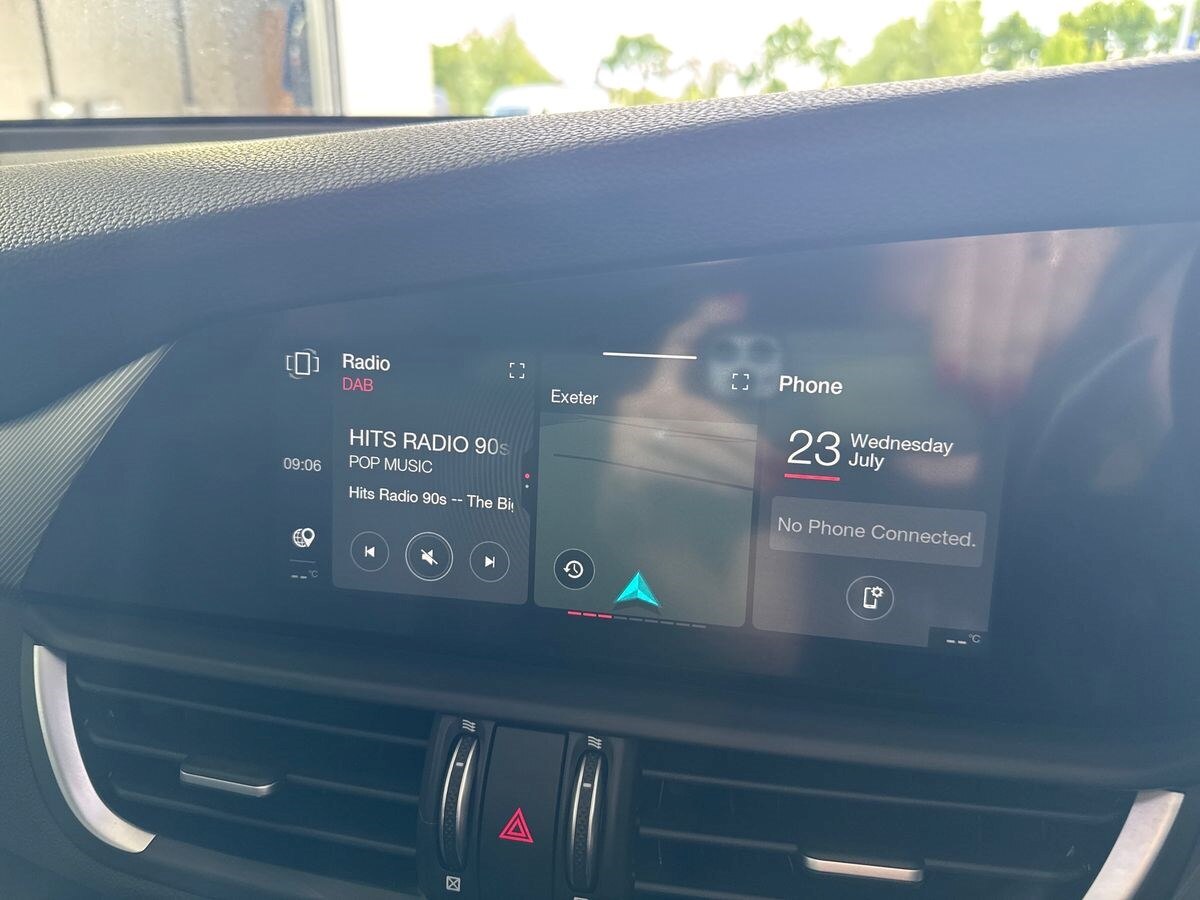 Radio
DAB
HITS RADIO 90s
POP MUSIC
Hits Radio 90s -- The Big
09:06
-- °C
Exeter
Phone
23 Wednesday
July
No Phone Connected.
-- °C